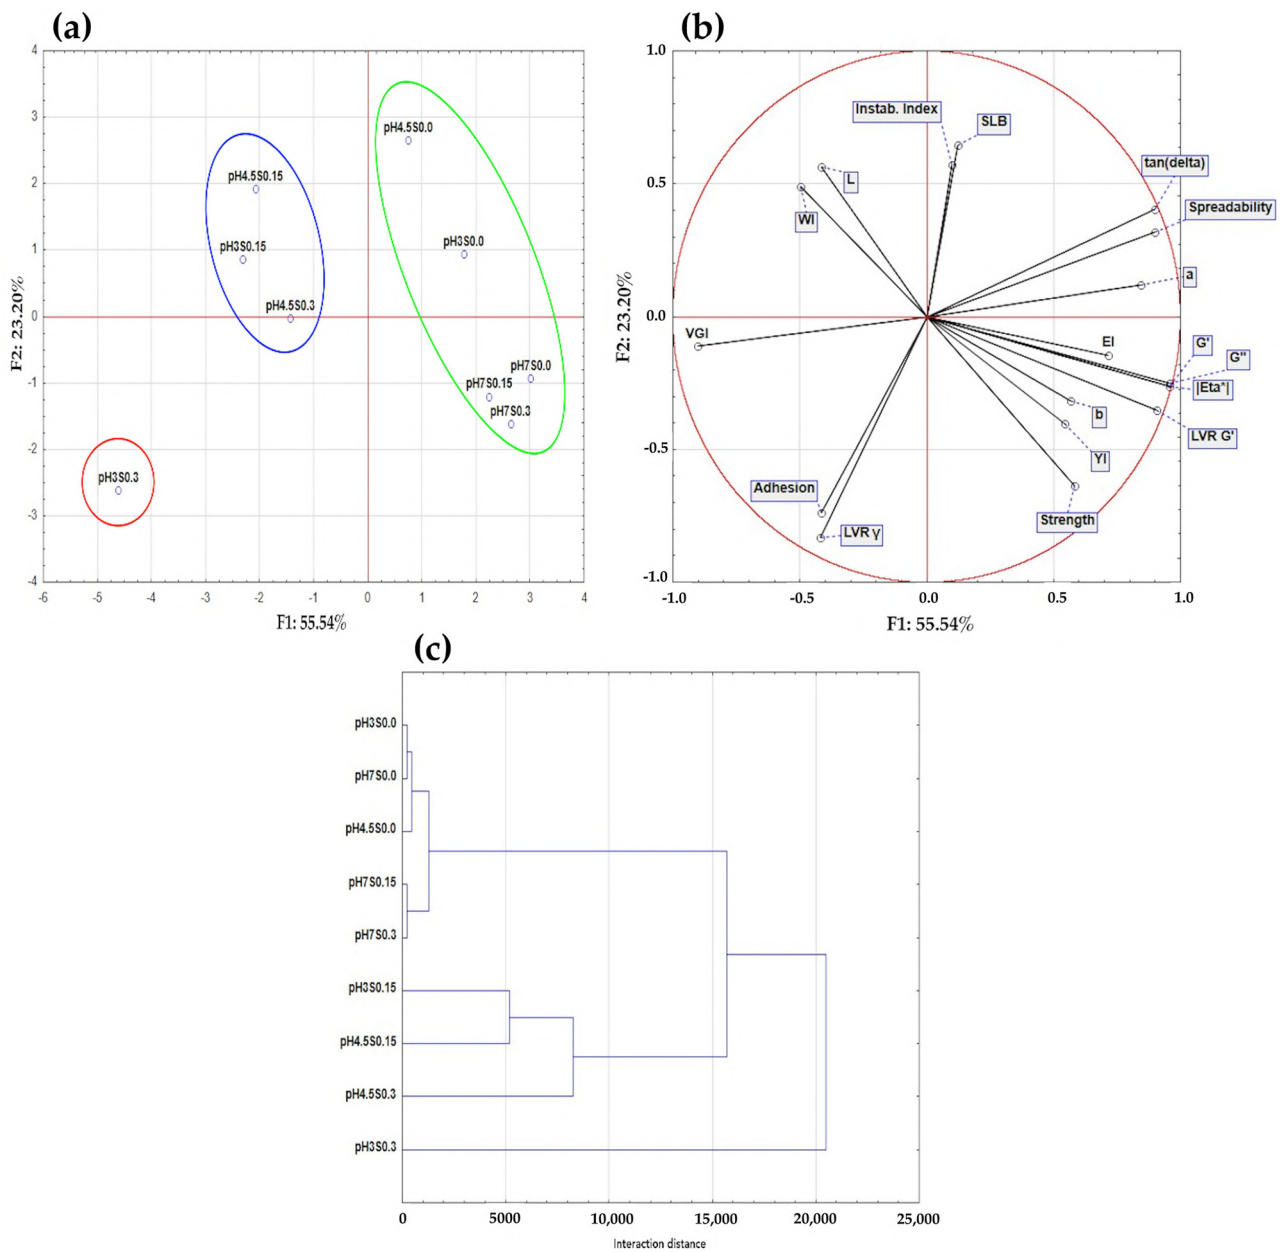 (a)
4
3
2
1
0
-1
-2
-3
-4
F2: 23.20%
pH4.5S0.0
pH4.5S0.15
pH3S0.15
pH3S0.0
pH4.5S0.3
pH7S0.0
pH7S0.15
pH7S0.3
pH3S0.3
-6 -5 -4 -3 -2 -1 0 1 2 3 4
F1: 55.54%
(b)
1.0
0.5
0.0
-0.5
-1.0
F2: 23.20%
Instab. Index
SLB
tan(delta)
L
Spreadability
WI
a
VGI
EI
G'
G''
|Eta*|
b
LVR G'
YI
Adhesion
Strength
LVR γ
-1.0 -0.5 0.0 0.5 1.0
F1: 55.54%
(c)
pH3S0.0
pH7S0.0
pH4.5S0.0
pH7S0.15
pH7S0.3
pH3S0.15
pH4.5S0.15
pH4.5S0.3
pH3S0.3
0 5000 10,000 15,000 20,000 25,000
Interaction distance